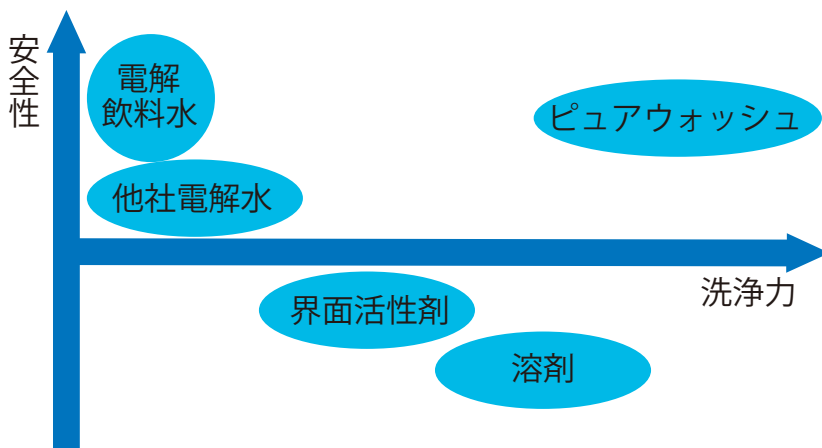 安全性
電解
飲料水
ピュアウォッシュ
他社電解水
洗浄力
界面活性剤
溶剤